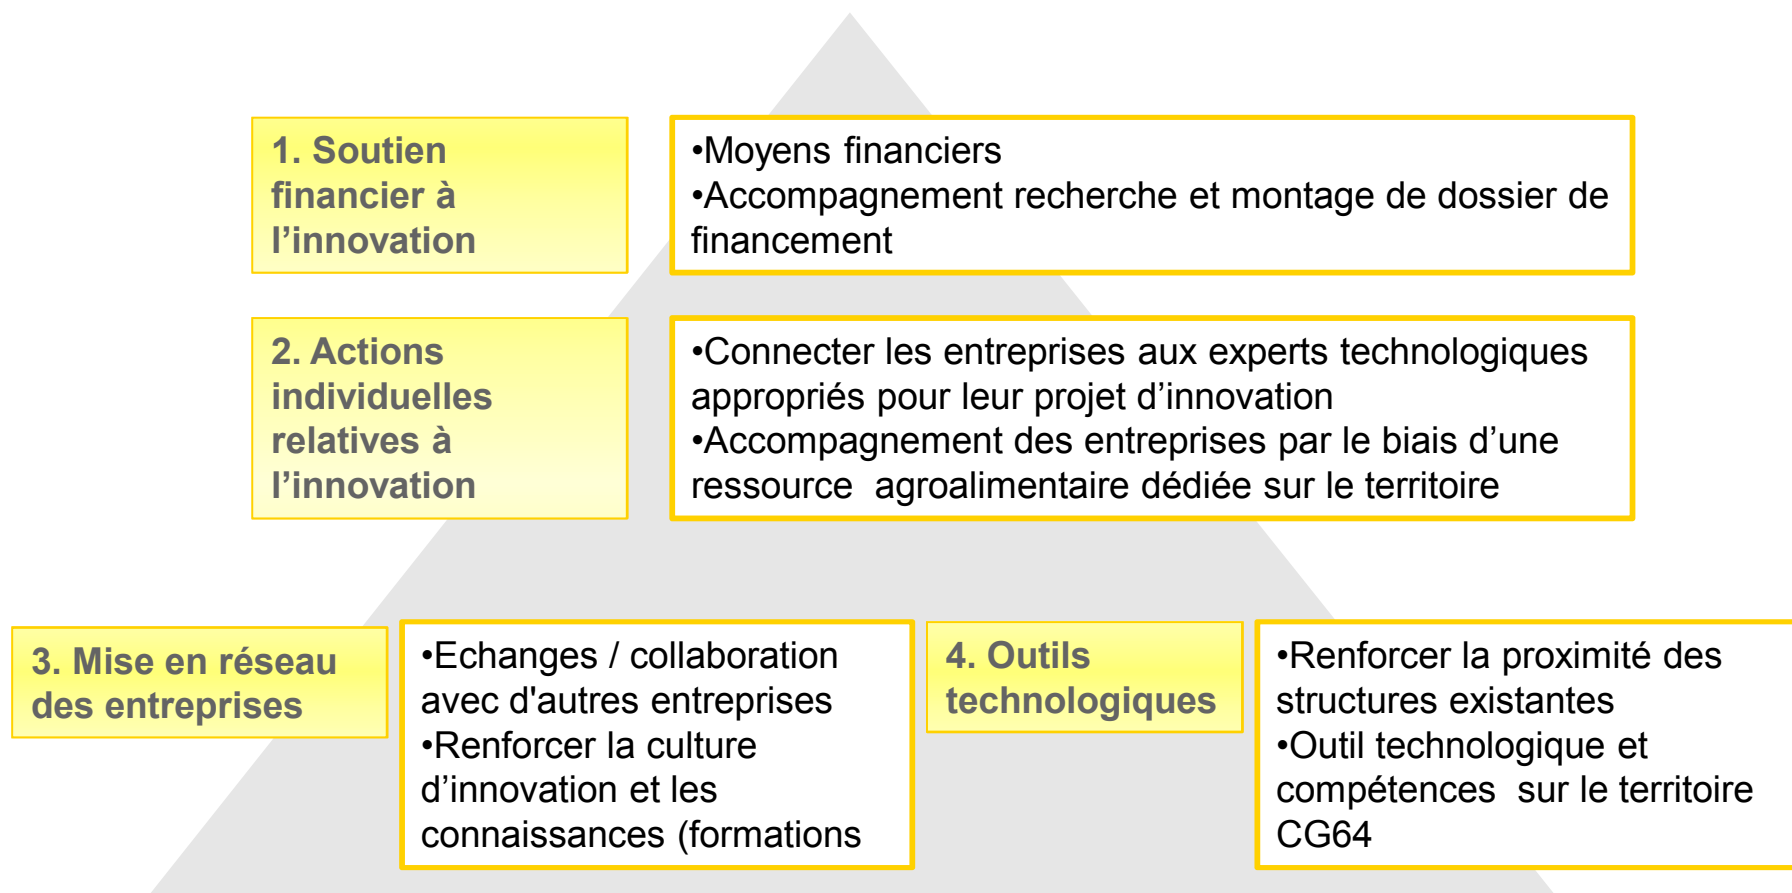 1. Soutien
financier à
l’innovation
•Moyens financiers
•Accompagnement recherche et montage de dossier de
financement
2. Actions
individuelles
relatives à
l’innovation
•Connecter les entreprises aux experts technologiques
appropriés pour leur projet d’innovation
•Accompagnement des entreprises par le biais d’une
ressource  agroalimentaire dédiée sur le territoire
3. Mise en réseau
des entreprises
•Echanges / collaboration
avec d'autres entreprises
•Renforcer la culture
d’innovation et les
connaissances (formations
4. Outils
technologiques
•Renforcer la proximité des
structures existantes
•Outil technologique et
compétences  sur le territoire
CG64